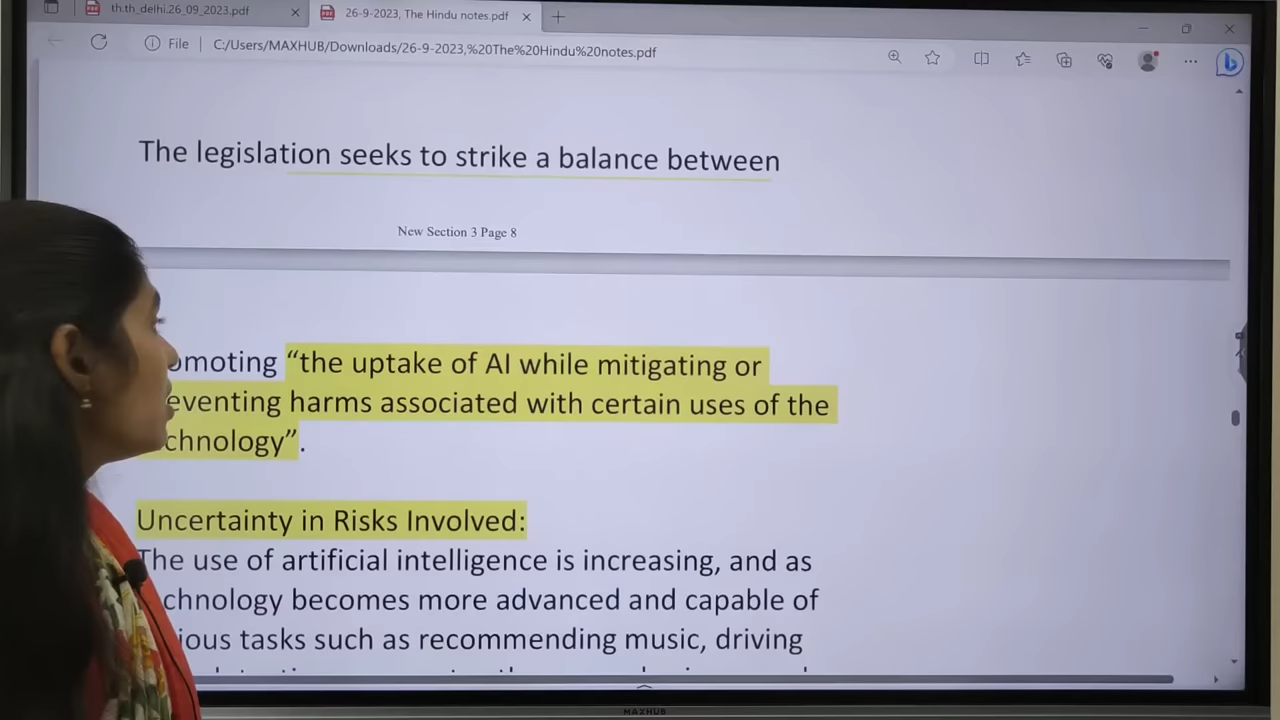 th.th_delhi.26_09_2023.pdf
26-9-2023, The Hindu notes.pdf
File
C:/Users/MAXHUB/Downloads/26-9-2023,%20The%20Hindu%20notes.pdf
The legislation seeks to strike a balance between
New Section 3 Page 8
omoting “the uptake of AI while mitigating or
eventing harms associated with certain uses of the
chnology”.
Uncertainty in Risks Involved:
The use of artificial intelligence is increasing, and as
chnology becomes more advanced and capable of
ious tasks such as recommending music, driving
MAXHUB